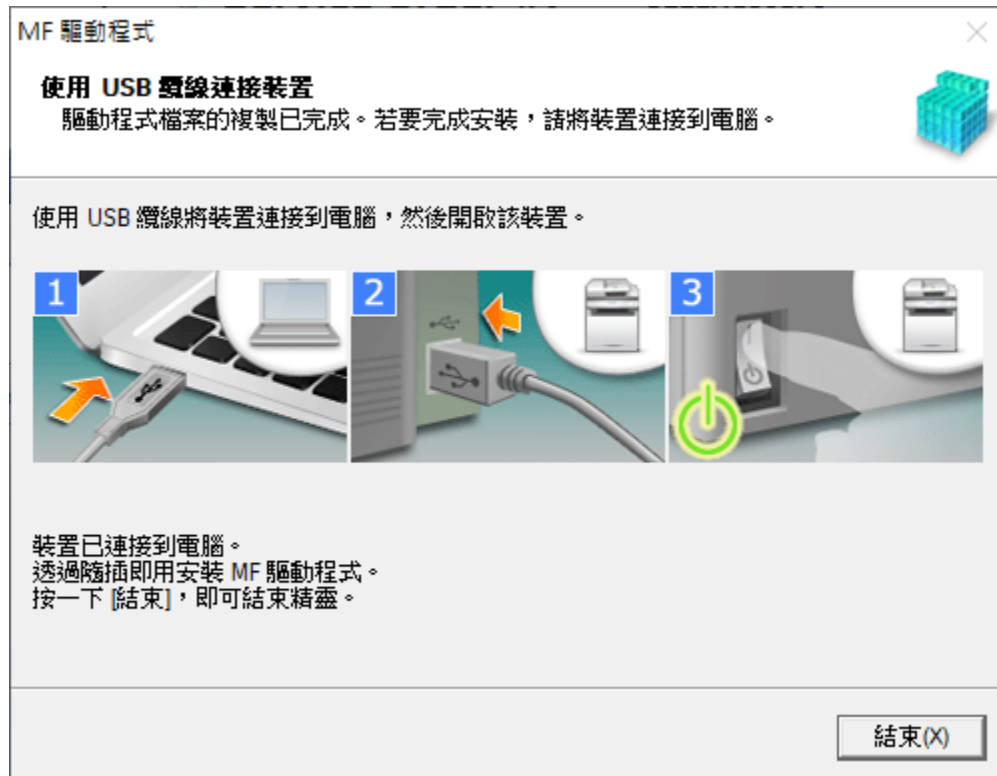 MF 驅動程式
使用 USB 纜線連接裝置
驅動程式檔案的複製已完成。若要完成安裝，請將裝置連接到電腦。
使用 USB 纜線將裝置連接到電腦，然後開啟該裝置。
1 2 3
裝置已連接到電腦。
透過隨插即用安裝 MF 驅動程式。
按一下 [結束]，即可結束精靈。
結束(X)